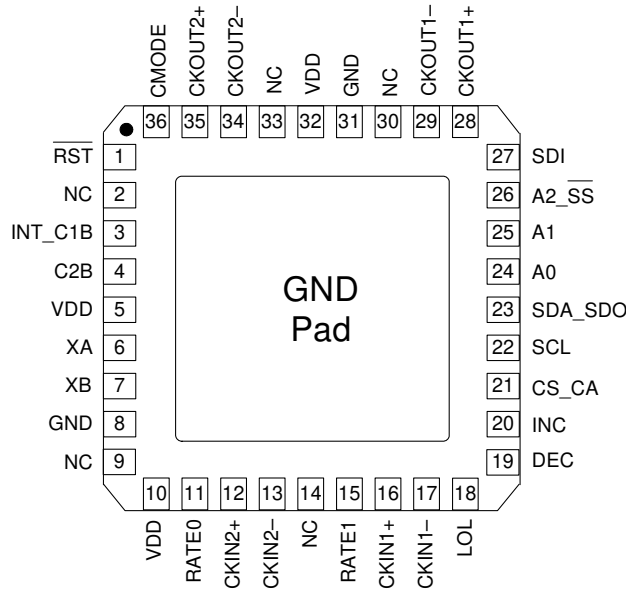 CMODE
CKOUT2+
CKOUT2–
NC
VDD
GND
NC
CKOUT1–
CKOUT1+
36 35 34 33 32 31 30 29 28
RST 1
NC 2
INT_C1B 3
C2B 4
VDD 5
XA 6
XB 7
GND 8
NC 9
GND
Pad
27 SDI
26 A2_SS
25 A1
24 A0
23 SDA_SDO
22 SCL
21 CS_CA
20 INC
19 DEC
10 11 12 13 14 15 16 17 18
VDD
RATE0
CKIN2+
CKIN2–
NC
RATE1
CKIN1+
CKIN1–
LOL